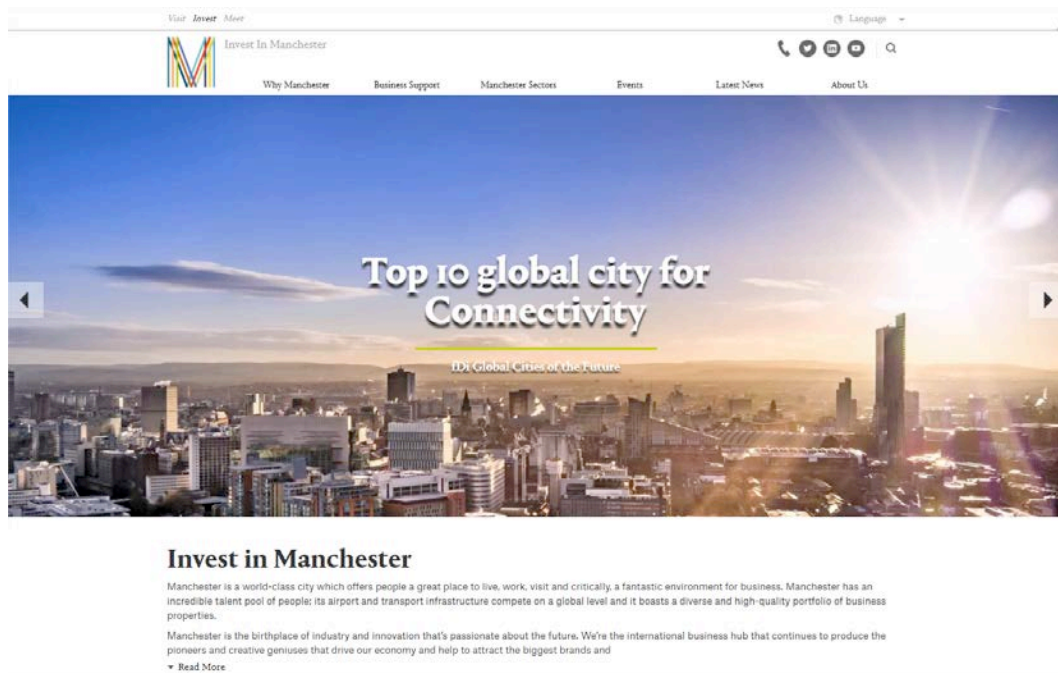 Visit Invest Meet
Language
Invest In Manchester
Why Manchester
Business Support
Manchester Sectors
Events
Latest News
About Us
Top 10 global city for
Connectivity
fDi Global Cities of the Future
Invest in Manchester
Manchester is a world-class city which offers people a great place to live, work, visit and critically, a fantastic environment for business. Manchester has an
incredible talent pool of people; its airport and transport infrastructure compete on a global level and it boasts a diverse and high-quality portfolio of business
properties.
Manchester is the birthplace of industry and innovation that's passionate about the future. We're the international business hub that continues to produce the
pioneers and creative geniuses that drive our economy and help to attract the biggest brands and
Read More